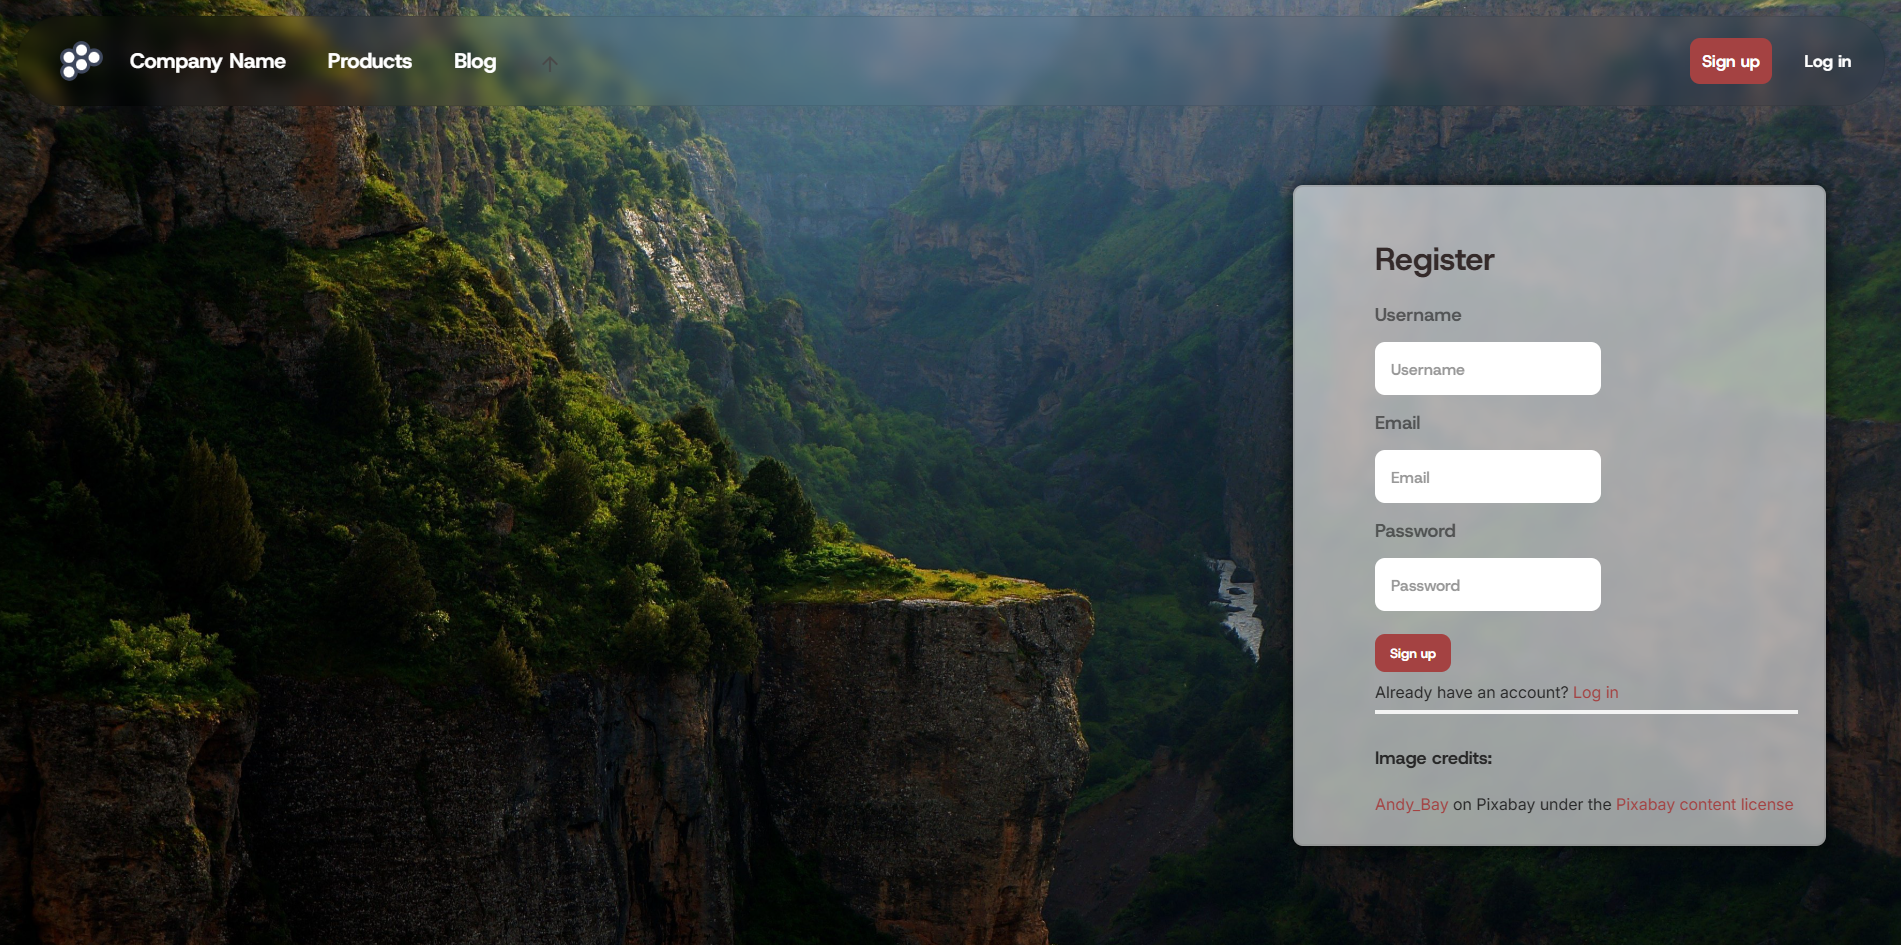 Company Name Products Blog Sign up Log in
Register
Username
Username
Email
Email
Password
Password
Sign up
Already have an account? Log in
Image credits:
Andy_Bay on Pixabay under the Pixabay content license